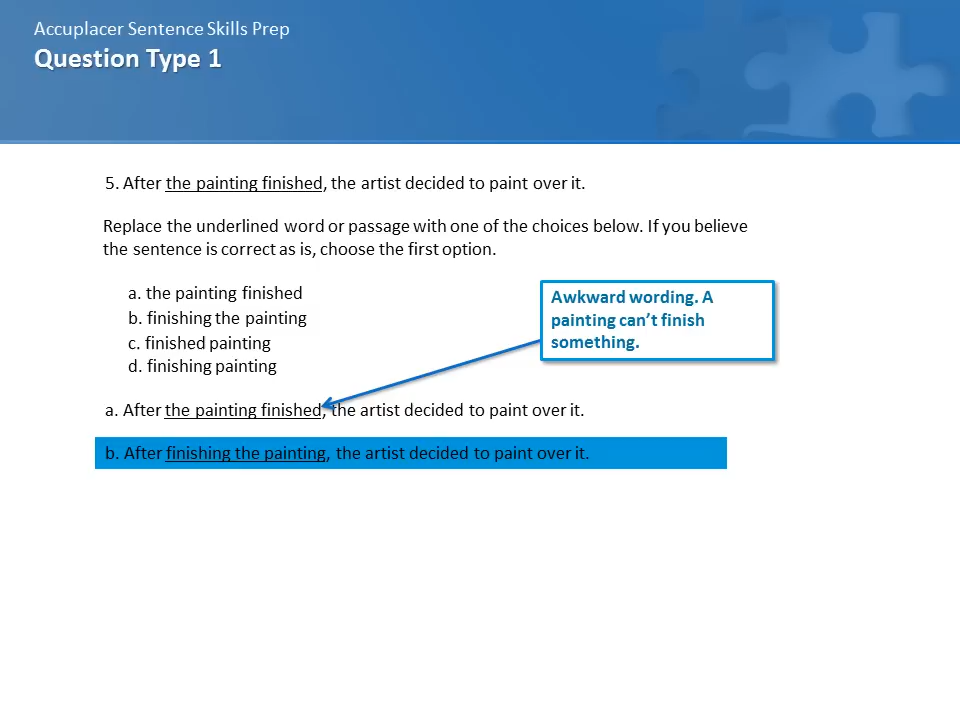 Accuplacer Sentence Skills Prep
Question Type 1
5. After the painting finished, the artist decided to paint over it.
Replace the underlined word or passage with one of the choices below. If you believe
the sentence is correct as is, choose the first option.
a. the painting finished
b. finishing the painting
c. finished painting
d. finishing painting
Awkward wording. A
painting can’t finish
something.
a. After the painting finished, the artist decided to paint over it.
b. After finishing the painting, the artist decided to paint over it.